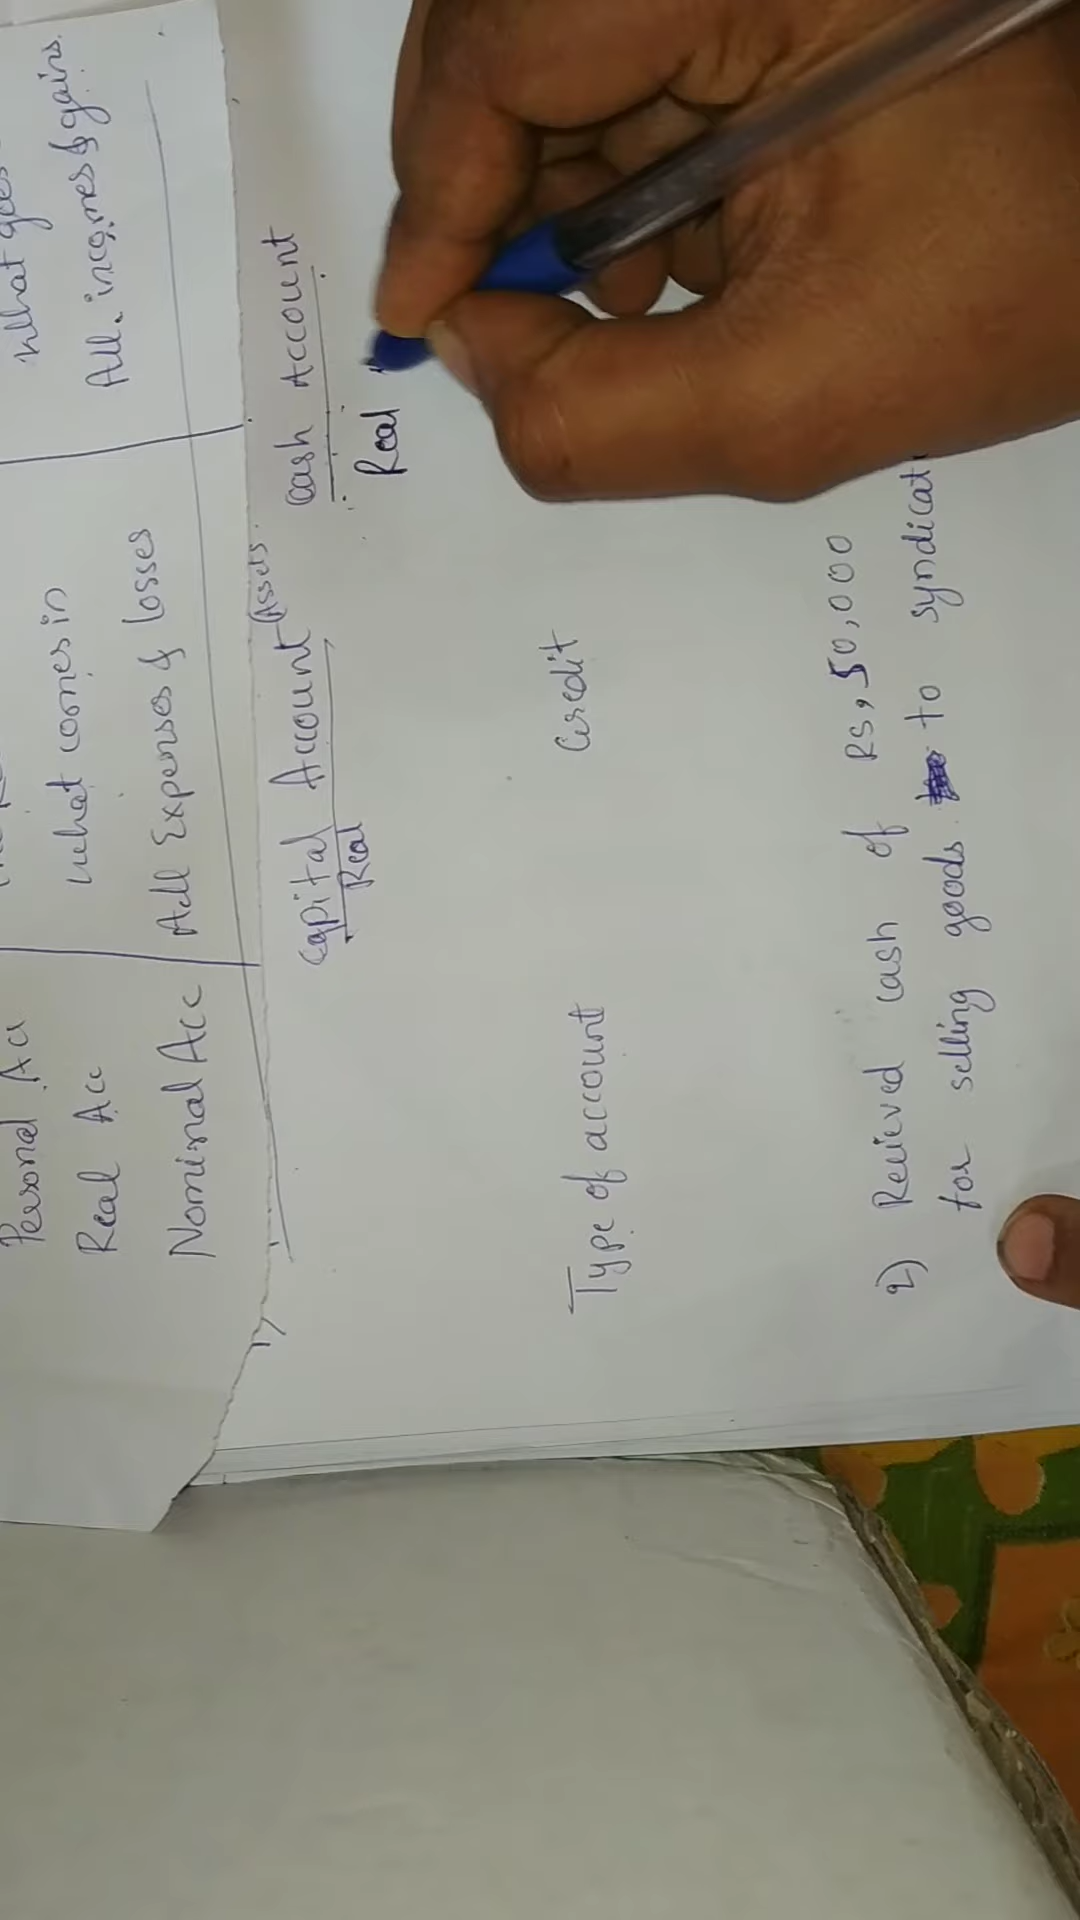 Personal Acc
Real Acc what comes in what goes
Nominal Acc All Expenses & losses All incomes & gains.
1) Capital Account (Assets). Cash Account
Real Real
Type of account Credit
2) Recieved cash of Rs, 50,000
for selling goods. to syndicat